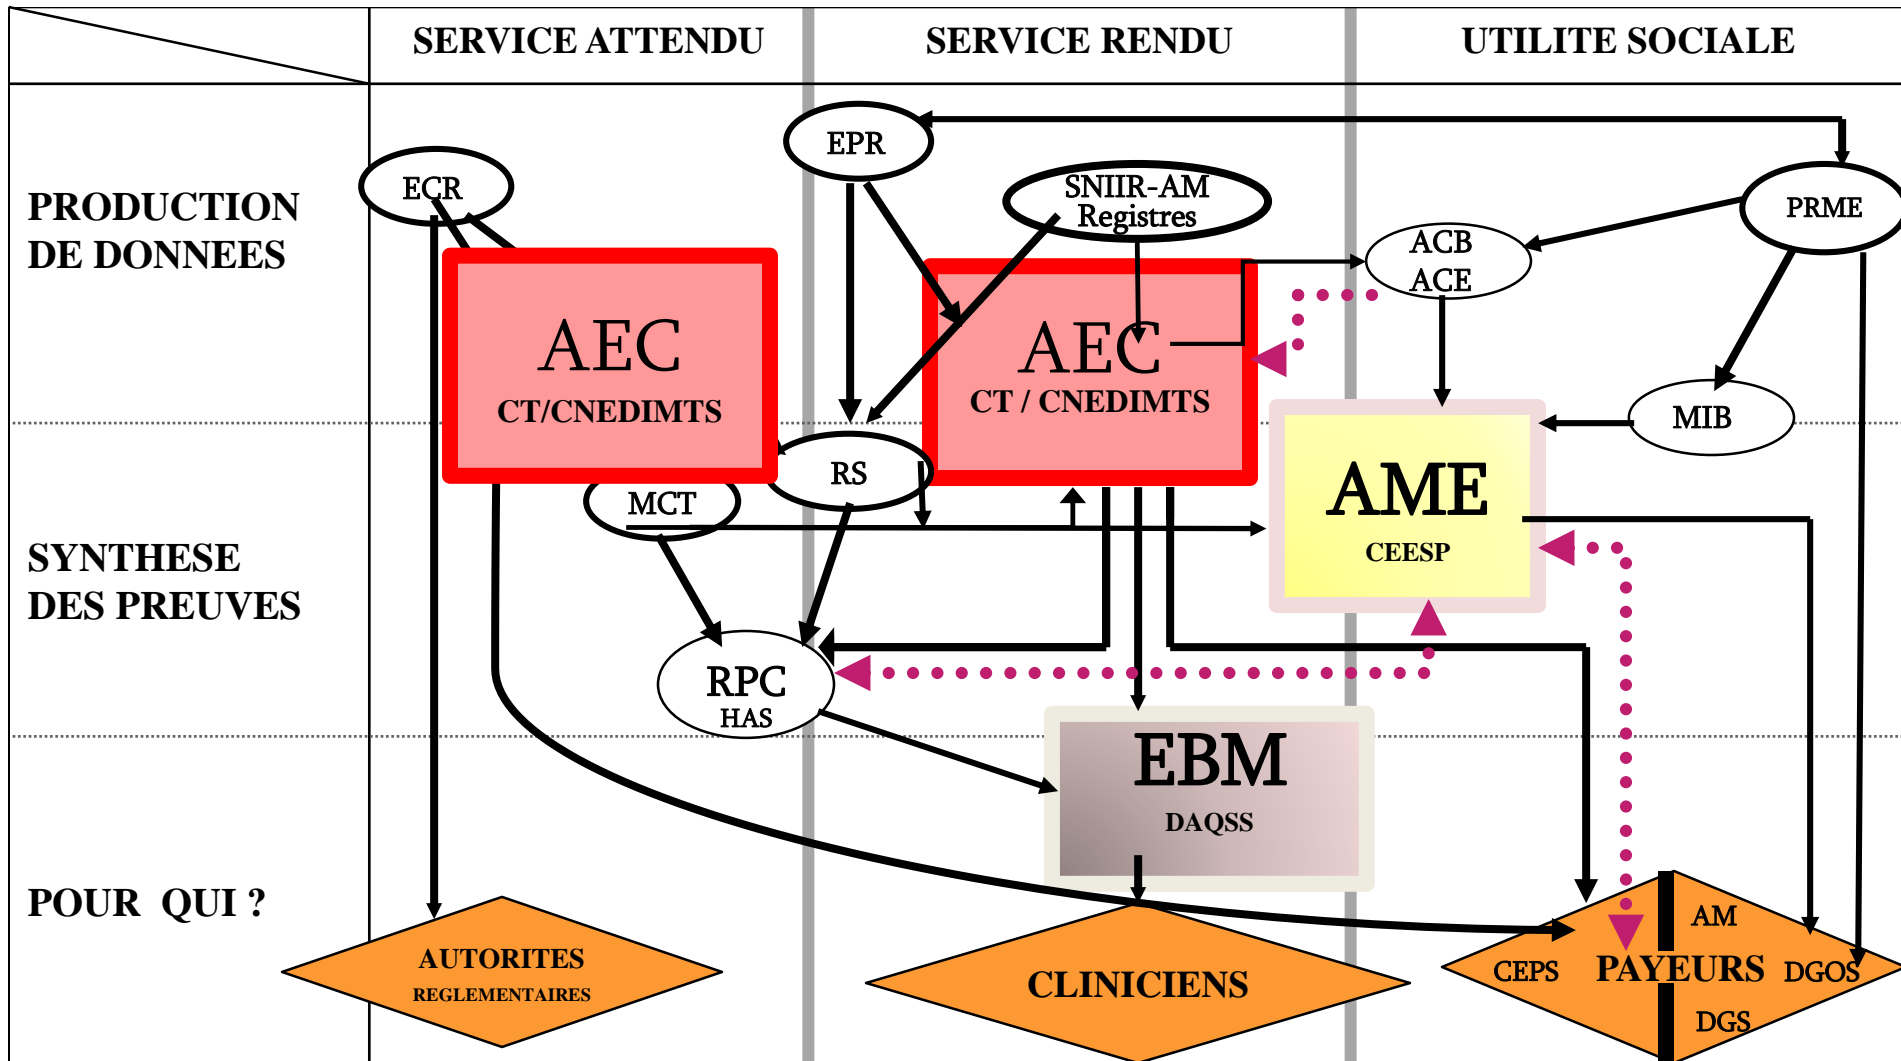 SERVICE ATTENDU
SERVICE RENDU
UTILITE SOCIALE
PRODUCTION
DE DONNEES
ECR
EPR
SNIIR-AM
Registres
PRME
ACB
ACE
AEC
CT/CNEDIMTS
AEC
CT / CNEDIMTS
MIB
SYNTHESE
DES PREUVES
MCT
RS
AME
CEESP
RPC
HAS
EBM
DAQSS
POUR QUI ?
AUTORITES
REGLEMENTAIRES
CLINICIENS
AM
CEPS
PAYEURS
DGOS
DGS